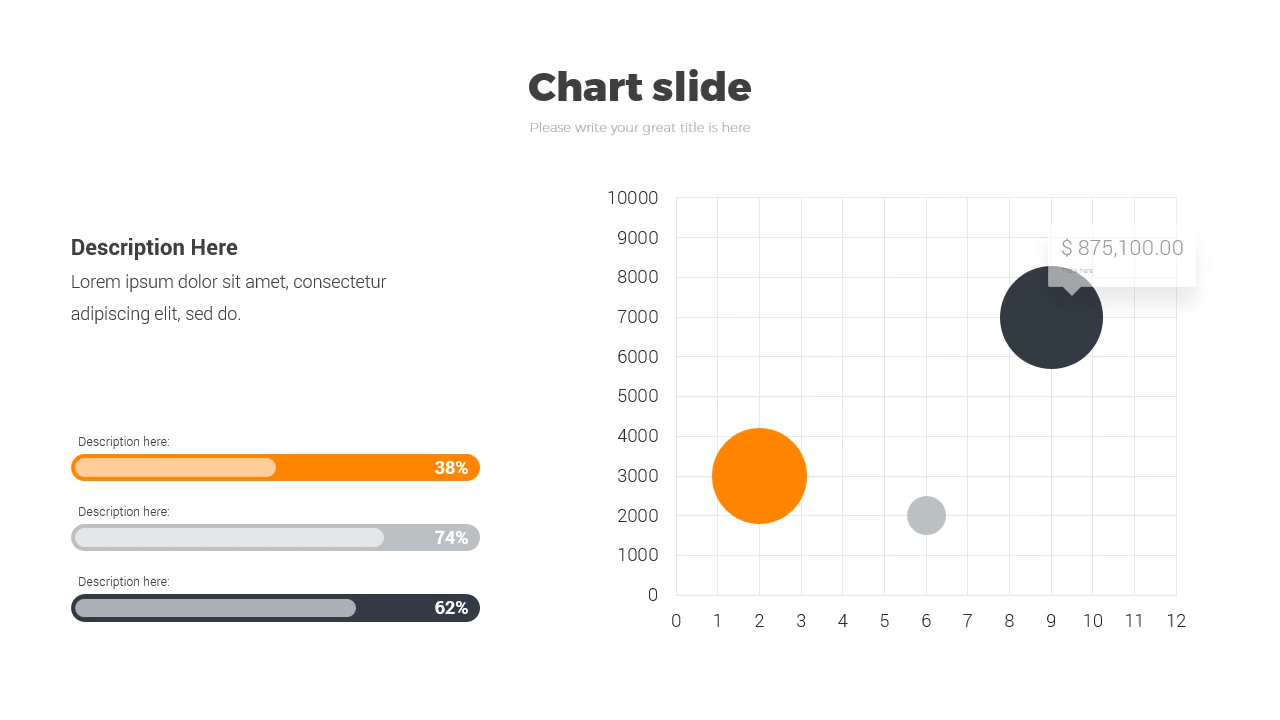 Chart slide
Please write your great title is here
Description Here
Lorem ipsum dolor sit amet, consectetur
adipiscing elit, sed do.
Description here:
38%
Description here:
74%
Description here:
62%
10000
9000
8000
7000
6000
5000
4000
3000
2000
1000
0
$ 875,100.00
here
0 1 2 3 4 5 6 7 8 9 10 11 12